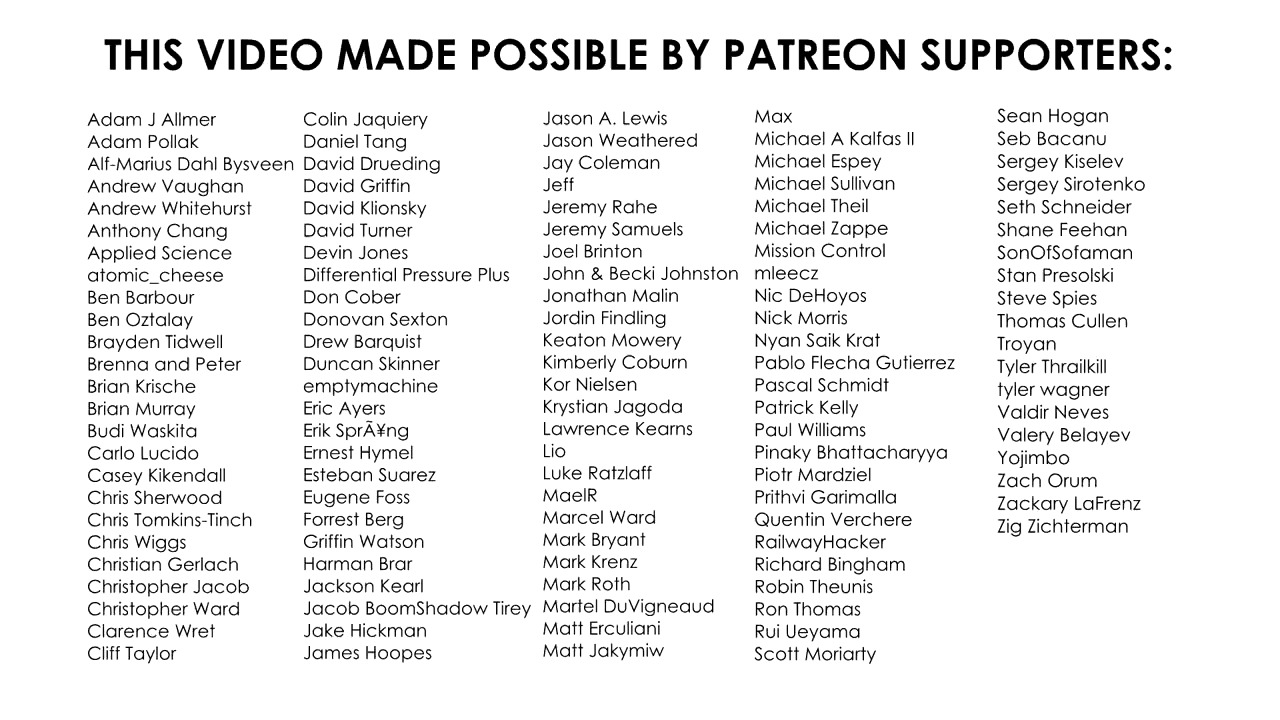 THIS VIDEO MADE POSSIBLE BY PATREON SUPPORTERS:
Adam J Allmer
Adam Pollak
Alf-Marius Dahl Bysveen
Andrew Vaughan
Andrew Whitehurst
Anthony Chang
Applied Science
atomic_cheese
Ben Barbour
Ben Oztalay
Brayden Tidwell
Brenna and Peter
Brian Krische
Brian Murray
Budi Waskita
Carlo Lucido
Casey Kikendall
Chris Sherwood
Chris Tomkins-Tinch
Chris Wiggs
Christian Gerlach
Christopher Jacob
Christopher Ward
Clarence Wret
Cliff Taylor
Colin Jaquiery
Daniel Tang
David Drueding
David Griffin
David Klionsky
David Turner
Devin Jones
Differential Pressure Plus
Don Cober
Donovan Sexton
Drew Barquist
Duncan Skinner
emptymachine
Eric Ayers
Erik SprÃ¥ng
Ernest Hymel
Esteban Suarez
Eugene Foss
Forrest Berg
Griffin Watson
Harman Brar
Jackson Kearl
Jacob BoomShadow Tirey
Jake Hickman
James Hoopes
Jason A. Lewis
Jason Weathered
Jay Coleman
Jeff
Jeremy Rahe
Jeremy Samuels
Joel Brinton
John & Becki Johnston
Jonathan Malin
Jordin Findling
Keaton Mowery
Kimberly Coburn
Kor Nielsen
Krystian Jagoda
Lawrence Kearns
Lio
Luke Ratzlaff
MaelR
Marcel Ward
Mark Bryant
Mark Krenz
Mark Roth
Martel DuVigneaud
Matt Erculiani
Matt Jakymiw
Max
Michael A Kalfas II
Michael Espey
Michael Sullivan
Michael Theil
Michael Zappe
Mission Control
mleecz
Nic DeHoyos
Nick Morris
Nyan Saik Krat
Pablo Flecha Gutierrez
Pascal Schmidt
Patrick Kelly
Paul Williams
Pinaky Bhattacharyya
Piotr Mardziel
Prithvi Garimalla
Quentin Verchere
RailwayHacker
Richard Bingham
Robin Theunis
Ron Thomas
Rui Ueyama
Scott Moriarty
Sean Hogan
Seb Bacanu
Sergey Kiselev
Sergey Sirotenko
Seth Schneider
Shane Feehan
SonOfSofaman
Stan Presolski
Steve Spies
Thomas Cullen
Troyan
Tyler Thrailkill
tyler wagner
Valdir Neves
Valery Belayev
Yojimbo
Zach Orum
Zackary LaFrenz
Zig Zichterman